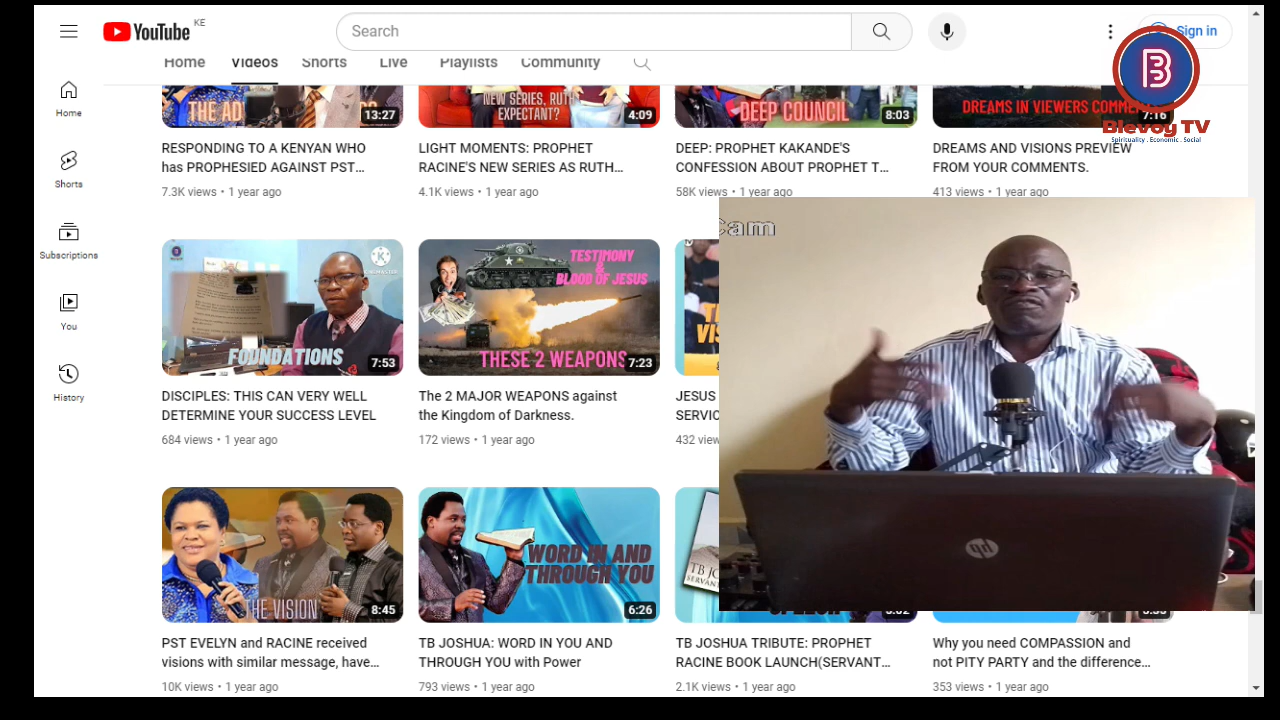 YouTube KE
Search
Sign in
Home Videos Shorts Live Playlists Community
Home
Shorts
Subscriptions
You
History
B
Blevoy TV
Spirituality . Economic . Social
THE AD
13:27
NEW SERIES, RUTH
EXPECTANT?
4:09
DEEP COUNCIL
8:03
DREAMS IN VIEWERS COMME
7:16
RESPONDING TO A KENYAN WHO
has PROPHESIED AGAINST PST...
7.3K views • 1 year ago
LIGHT MOMENTS: PROPHET
RACINE'S NEW SERIES AS RUTH...
4.1K views • 1 year ago
DEEP: PROPHET KAKANDE'S
CONFESSION ABOUT PROPHET T...
58K views • 1 year ago
DREAMS AND VISIONS PREVIEW
FROM YOUR COMMENTS.
413 views • 1 year ago
FOUNDATIONS
7:53
TESTIMONY
&
BLOOD OF JESUS
THESE 2 WEAPONS
7:23
VIS
Cam
hp
DISCIPLES: THIS CAN VERY WELL
DETERMINE YOUR SUCCESS LEVEL
684 views • 1 year ago
The 2 MAJOR WEAPONS against
the Kingdom of Darkness.
172 views • 1 year ago
JESUS
SERVIC
432 view
THE VISION
8:45
WORD IN AND
THROUGH YOU
6:26
TB JO
SERVAN
PST EVELYN and RACINE received
visions with similar message, have...
10K views • 1 year ago
TB JOSHUA: WORD IN YOU AND
THROUGH YOU with Power
793 views • 1 year ago
TB JOSHUA TRIBUTE: PROPHET
RACINE BOOK LAUNCH(SERVANT...
2.1K views • 1 year ago
Why you need COMPASSION and
not PITY PARTY and the difference...
353 views • 1 year ago